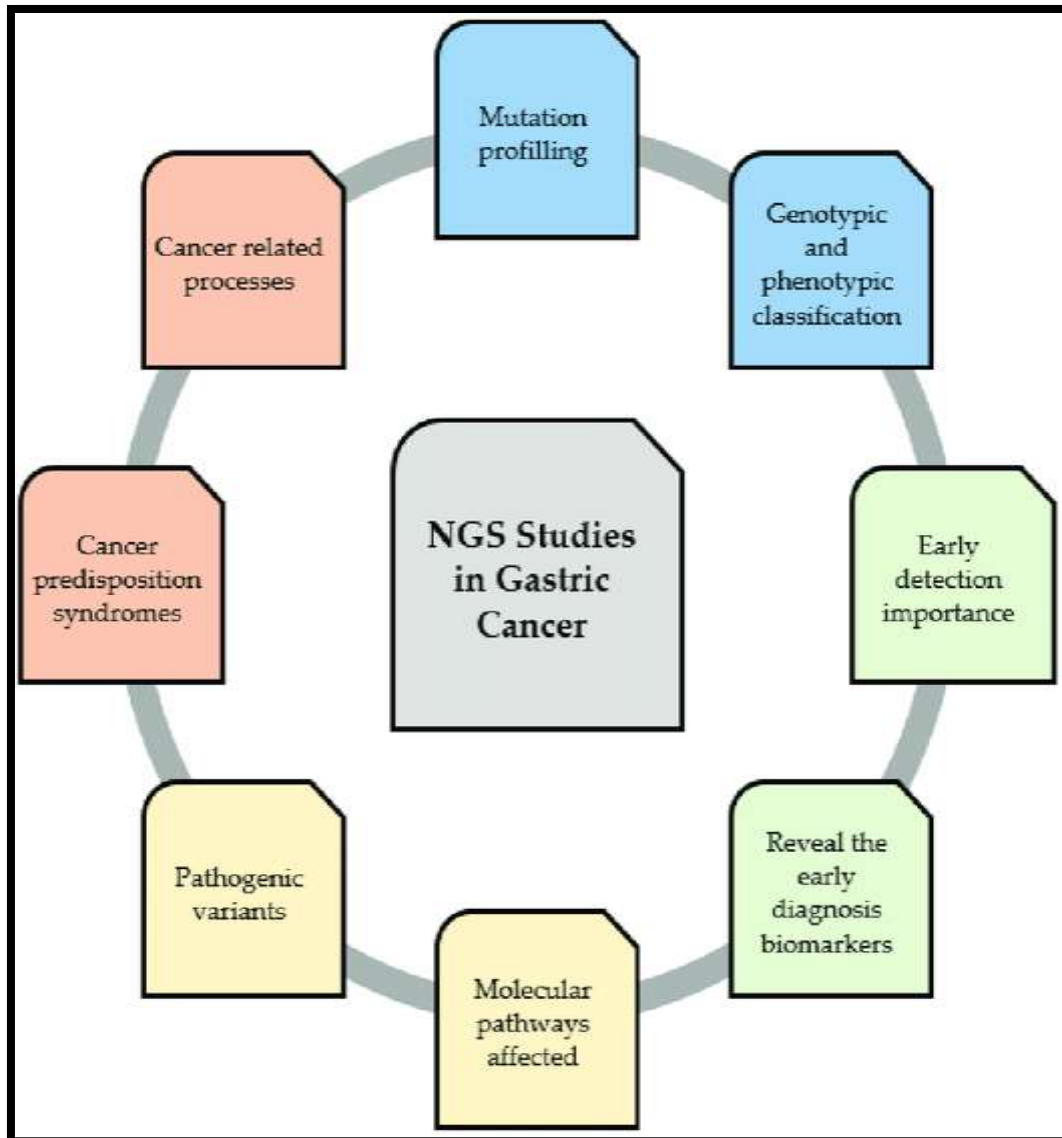 Mutation
profilling
Genotypic
and
phenotypic
classification
Early
detection
importance
Reveal the
early
diagnosis
biomarkers
Molecular
pathways
affected
Pathogenic
variants
Cancer
predisposition
syndromes
Cancer related
processes
NGS Studies
in Gastric
Cancer